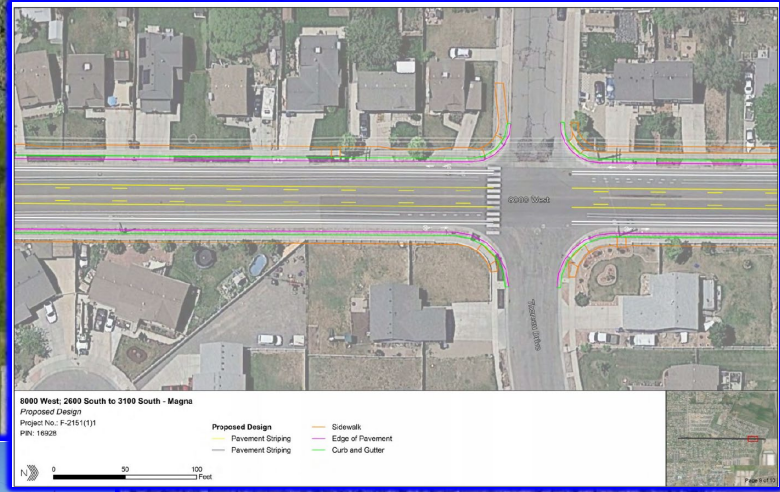 8000 West
8000 West; 2600 South to 3100 South - Magna
Proposed Design
Project No.: F-2151(1)1
PIN: 16928
Proposed Design
Pavement Striping
Pavement Striping
Sidewalk
Edge of Pavement
Curb and Gutter
N
0 50 100
Feet